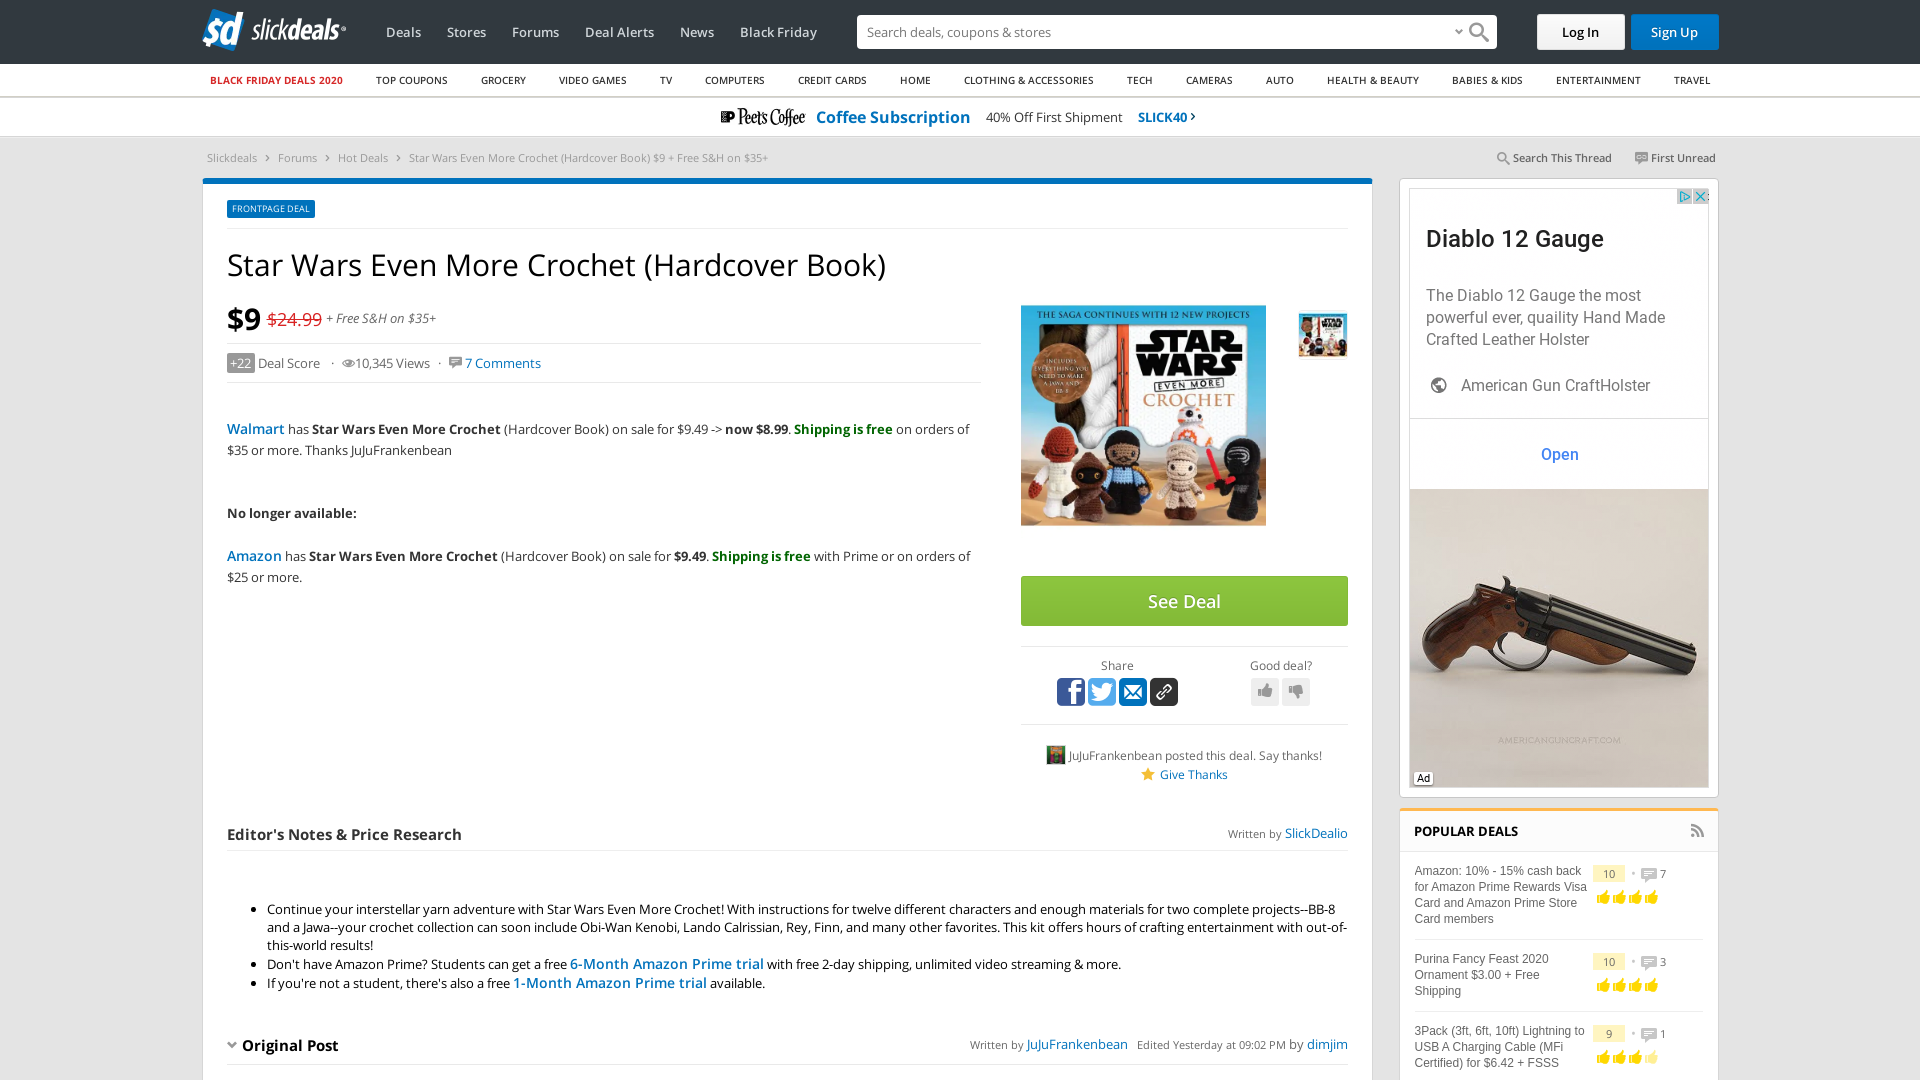 sd slickdeals
Deals
Stores
Forums
Deal Alerts
News
Black Friday
Search deals, coupons & stores
Log In
Sign Up
BLACK FRIDAY DEALS 2020
TOP COUPONS
GROCERY
VIDEO GAMES
TV
COMPUTERS
CREDIT CARDS
HOME
CLOTHING & ACCESSORIES
TECH
CAMERAS
AUTO
HEALTH & BEAUTY
BABIES & KIDS
ENTERTAINMENT
TRAVEL
Peet's Coffee Coffee Subscription 40% Off First Shipment SLICK40 ›
Slickdeals › Forums › Hot Deals › Star Wars Even More Crochet (Hardcover Book) $9 + Free S&H on $35+
Search This Thread
First Unread
FRONTPAGE DEAL
Star Wars Even More Crochet (Hardcover Book)
$9 $24.99 + Free S&H on $35+
+22 Deal Score · 10,345 Views · 7 Comments
Walmart has Star Wars Even More Crochet (Hardcover Book) on sale for $9.49 -> now $8.99. Shipping is free on orders of
$35 or more. Thanks JuJuFrankenbean
No longer available:
Amazon has Star Wars Even More Crochet (Hardcover Book) on sale for $9.49. Shipping is free with Prime or on orders of
$25 or more.
THE SAGA CONTINUES WITH 12 NEW PROJECTS
INCLUDES
EVERYTHING YOU
NEED TO MAKE
A JAWA AND
BB-8
STAR
WARS
EVEN MORE
CROCHET
See Deal
Share
Good deal?
JuJuFrankenbean posted this deal. Say thanks!
Give Thanks
Editor's Notes & Price Research
Written by SlickDealio
• Continue your interstellar yarn adventure with Star Wars Even More Crochet! With instructions for twelve different characters and enough materials for two complete projects--BB-8
and a Jawa--your crochet collection can soon include Obi-Wan Kenobi, Lando Calrissian, Rey, Finn, and many other favorites. This kit offers hours of crafting entertainment with out-of-
this-world results!
• Don't have Amazon Prime? Students can get a free 6-Month Amazon Prime trial with free 2-day shipping, unlimited video streaming & more.
• If you're not a student, there's also a free 1-Month Amazon Prime trial available.
Original Post
Written by JuJuFrankenbean Edited Yesterday at 09:02 PM by dimjim
Diablo 12 Gauge
The Diablo 12 Gauge the most
powerful ever, quaility Hand Made
Crafted Leather Holster
American Gun CraftHolster
Open
AMERICANGUNCRAFT.COM
Ad
POPULAR DEALS
Amazon: 10% - 15% cash back
for Amazon Prime Rewards Visa
Card and Amazon Prime Store
Card members
10 • 7
Purina Fancy Feast 2020
Ornament $3.00 + Free
Shipping
10 • 3
3Pack (3ft, 6ft, 10ft) Lightning to
USB A Charging Cable (MFi
Certified) for $6.42 + FSSS
9 • 1